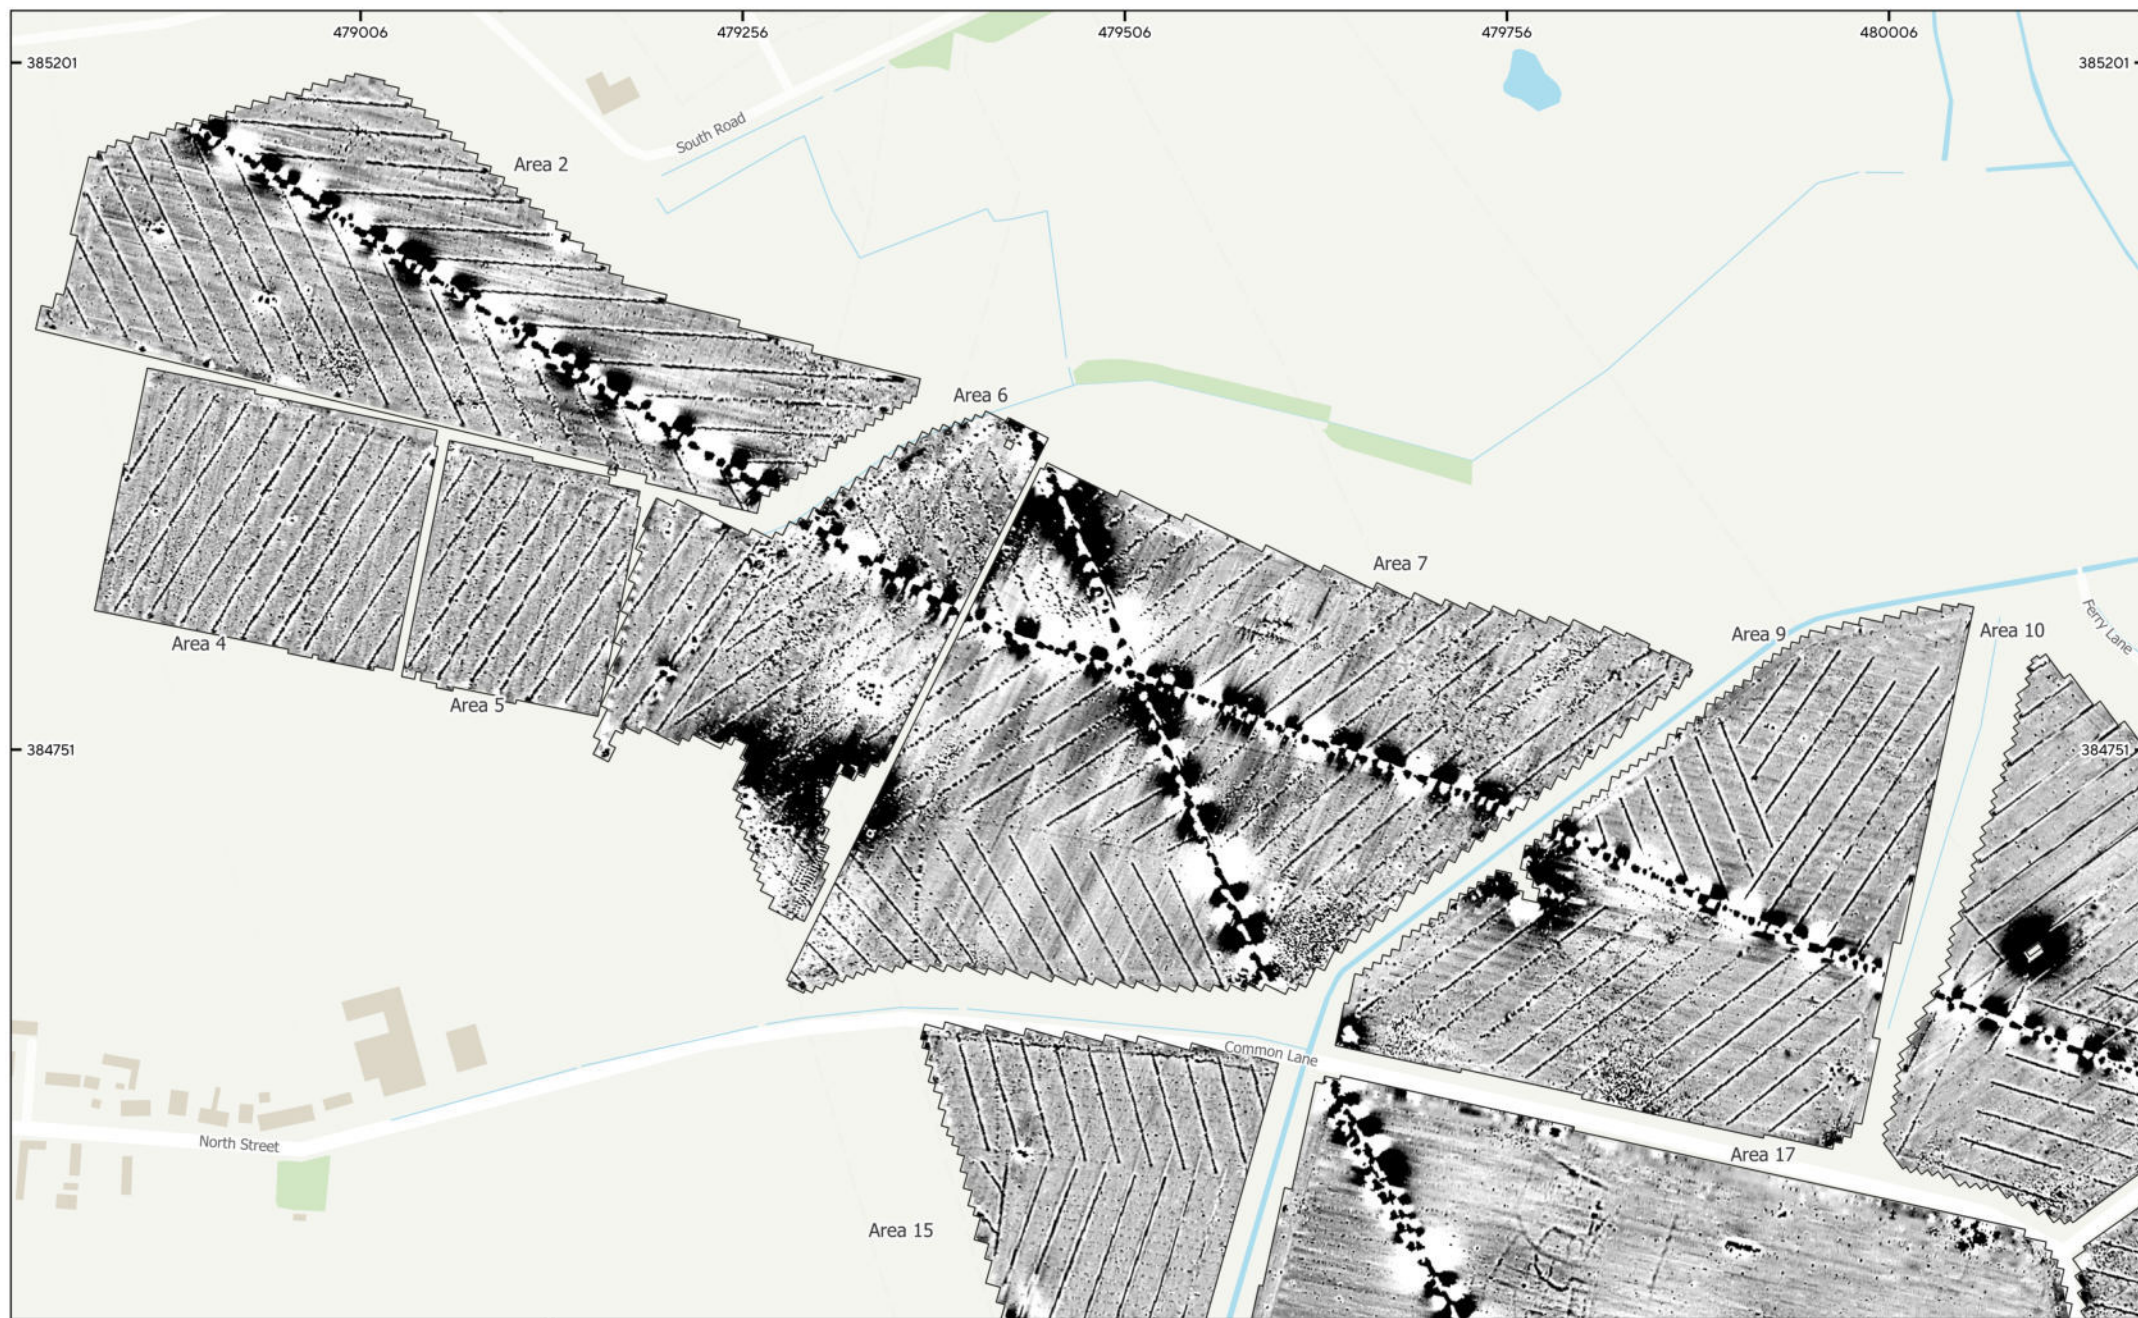 479006
479256
479506
479756
480006
385201
385201
South Road
Area 2
Area 6
Area 7
Ferry Lane
Area 9
Area 10
Area 4
Area 5
384751
384751
Common Lane
North Street
Area 17
Area 15